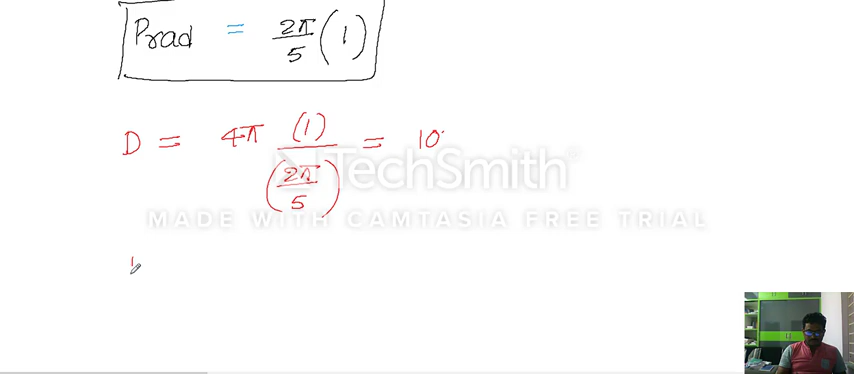 Prad = 2π/5 (1)
D = 4π (1)/(2π/5) = 10
TechSmith
MADE WITH CAMTASIA FREE TRIAL